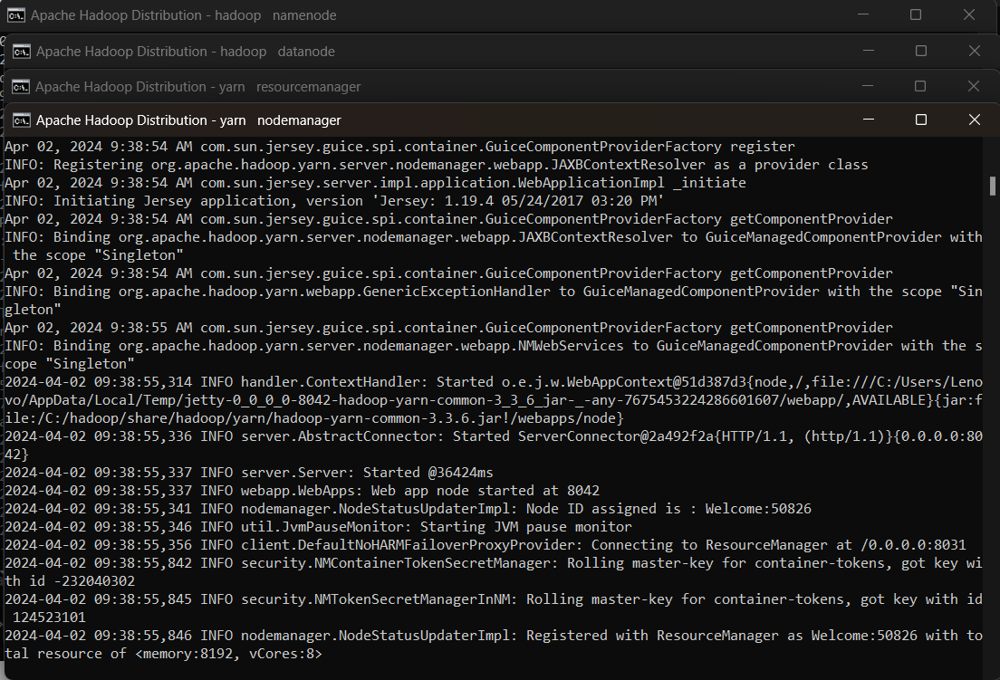 Apache Hadoop Distribution - hadoop   namenode
Apache Hadoop Distribution - hadoop   datanode
Apache Hadoop Distribution - yarn   resourcemanager
Apache Hadoop Distribution - yarn   nodemanager
Apr 02, 2024 9:38:54 AM com.sun.jersey.guice.spi.container.GuiceComponentProviderFactory register
INFO: Registering org.apache.hadoop.yarn.server.nodemanager.webapp.JAXBContextResolver as a provider class
Apr 02, 2024 9:38:54 AM com.sun.jersey.server.impl.application.WebApplicationImpl _initiate
INFO: Initiating Jersey application, version 'Jersey: 1.19.4 05/24/2017 03:20 PM'
Apr 02, 2024 9:38:54 AM com.sun.jersey.guice.spi.container.GuiceComponentProviderFactory getComponentProvider
INFO: Binding org.apache.hadoop.yarn.server.nodemanager.webapp.JAXBContextResolver to GuiceManagedComponentProvider with
 the scope "Singleton"
Apr 02, 2024 9:38:54 AM com.sun.jersey.guice.spi.container.GuiceComponentProviderFactory getComponentProvider
INFO: Binding org.apache.hadoop.yarn.webapp.GenericExceptionHandler to GuiceManagedComponentProvider with the scope "Sin
gleton"
Apr 02, 2024 9:38:55 AM com.sun.jersey.guice.spi.container.GuiceComponentProviderFactory getComponentProvider
INFO: Binding org.apache.hadoop.yarn.server.nodemanager.webapp.NMWebServices to GuiceManagedComponentProvider with the s
cope "Singleton"
2024-04-02 09:38:55,314 INFO handler.ContextHandler: Started o.e.j.w.WebAppContext@51d387d3{node,/,file:///C:/Users/Leno
vo/AppData/Local/Temp/jetty-0_0_0_0-8042-hadoop-yarn-common-3_3_6_jar-_-any-7675453224286601607/webapp/,AVAILABLE}{jar:f
ile:/C:/hadoop/share/hadoop/yarn/hadoop-yarn-common-3.3.6.jar!/webapps/node}
2024-04-02 09:38:55,336 INFO server.AbstractConnector: Started ServerConnector@2a492f2a{HTTP/1.1, (http/1.1)}{0.0.0.0:80
42}
2024-04-02 09:38:55,337 INFO server.Server: Started @36424ms
2024-04-02 09:38:55,337 INFO webapp.WebApps: Web app node started at 8042
2024-04-02 09:38:55,341 INFO nodemanager.NodeStatusUpdaterImpl: Node ID assigned is : Welcome:50826
2024-04-02 09:38:55,346 INFO util.JvmPauseMonitor: Starting JVM pause monitor
2024-04-02 09:38:55,356 INFO client.DefaultNoHARMFailoverProxyProvider: Connecting to ResourceManager at /0.0.0.0:8031
2024-04-02 09:38:55,842 INFO security.NMContainerTokenSecretManager: Rolling master-key for container-tokens, got key wi
th id -232040302
2024-04-02 09:38:55,845 INFO security.NMTokenSecretManagerInNM: Rolling master-key for container-tokens, got key with id
 124523101
2024-04-02 09:38:55,846 INFO nodemanager.NodeStatusUpdaterImpl: Registered with ResourceManager as Welcome:50826 with to
tal resource of <memory:8192, vCores:8>